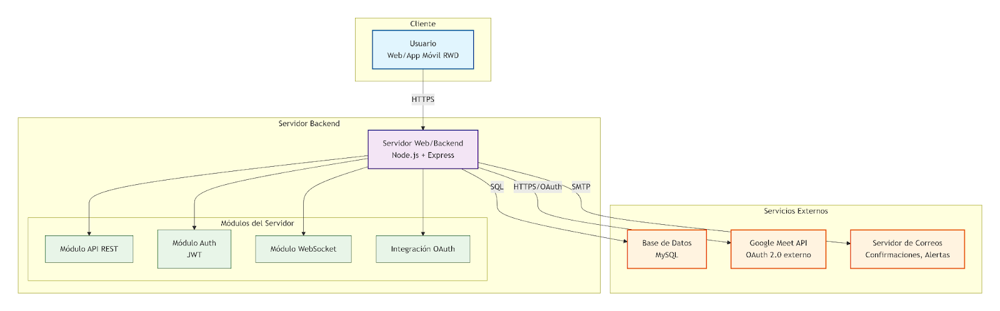 Cliente
Usuario
Web/App Móvil RWD
HTTPS
Servidor Backend
Servidor Web/Backend
Node.js + Express
SQL
HTTPS/OAuth
SMTP
Módulos del Servidor
Módulo API REST
Módulo Auth
JWT
Módulo WebSocket
Integración OAuth
Servicios Externos
Base de Datos
MySQL
Google Meet API
OAuth 2.0 externo
Servidor de Correos
Confirmaciones, Alertas